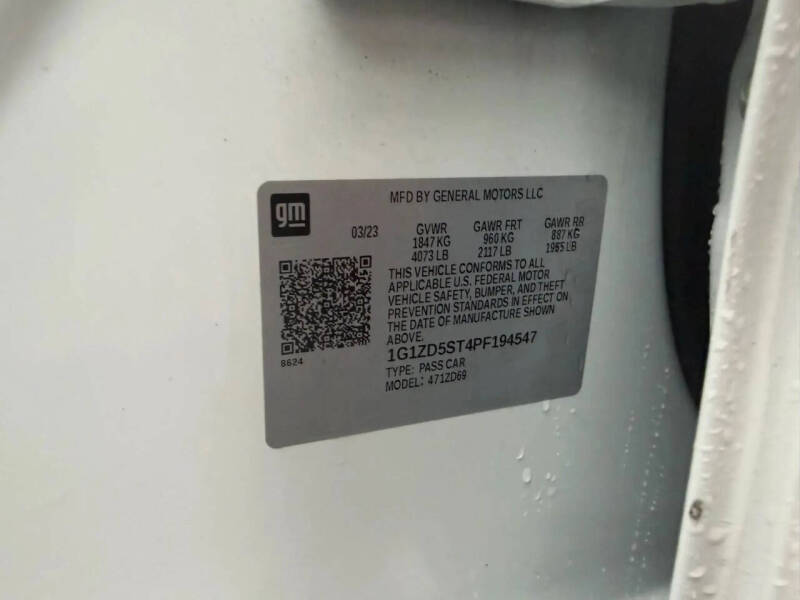 gm
MFD BY GENERAL MOTORS LLC
03/23 GVWR GAWR FRT GAWR RR
1847 KG 960 KG 887 KG
4073 LB 2117 LB 1955 LB
THIS VEHICLE CONFORMS TO ALL
APPLICABLE U.S. FEDERAL MOTOR
VEHICLE SAFETY, BUMPER, AND THEFT
PREVENTION STANDARDS IN EFFECT ON
THE DATE OF MANUFACTURE SHOWN
ABOVE.
8624
1G1ZD5ST4PF194547
TYPE: PASS CAR
MODEL: 471ZD69